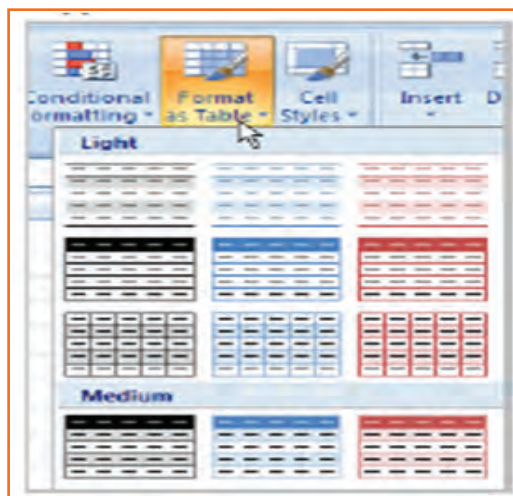 onditional Format Cell Insert D
ormatting as Table Styles
Light
Medium